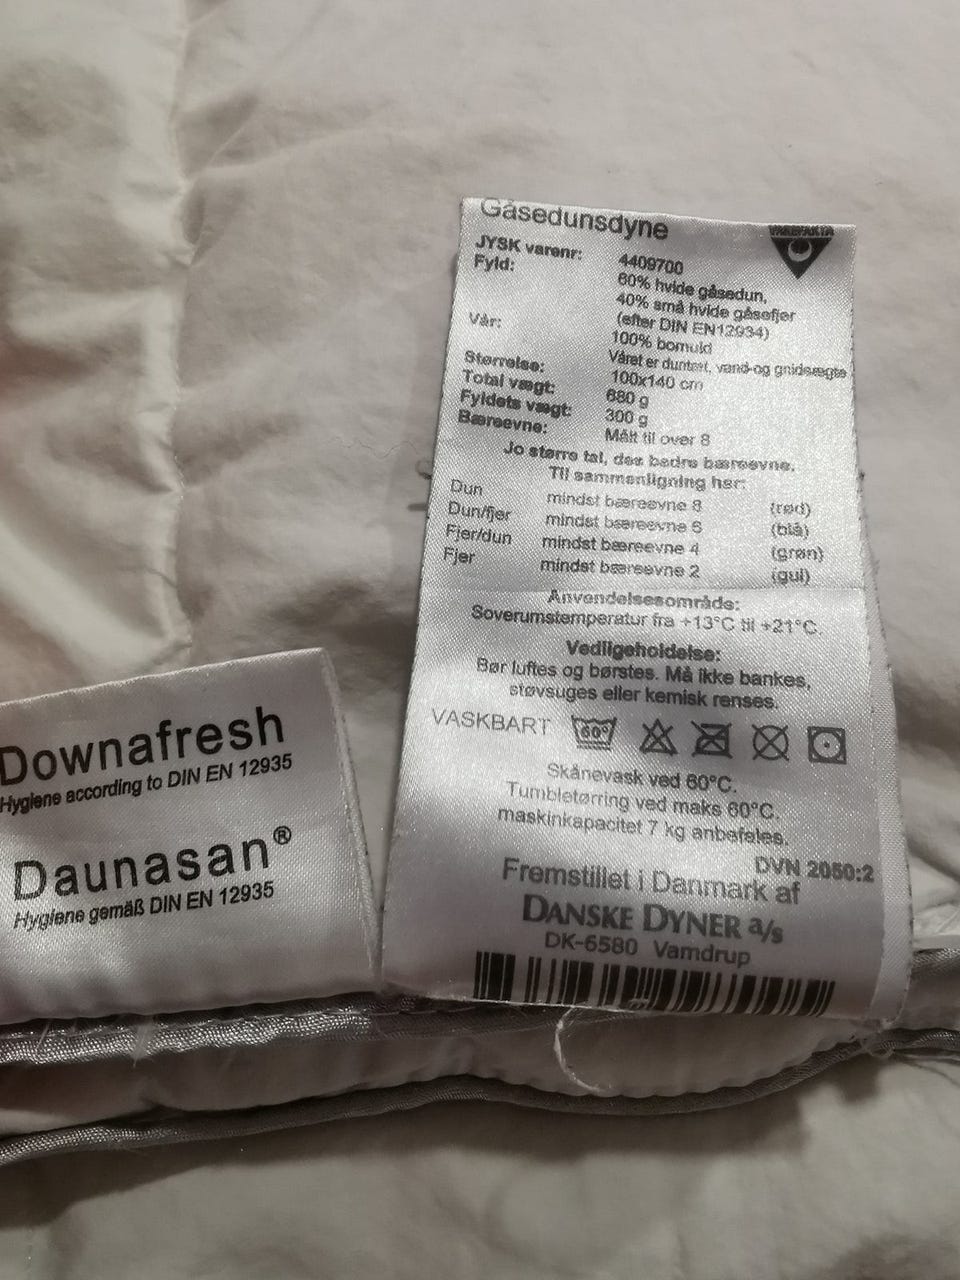 Gåsedunsdyne
VAREFAKTA
JYSK varenr: 4409700
Fyld: 60% hvide gåsedun,
40% små hvide gåsefjer
(efter DIN EN12934)
Vår: 100% bomuld
Våret er duntæt, vand-og gnidsægte
Størrelse: 100x140 cm
Total vægt: 680 g
Fyldets vægt: 300 g
Bæreevne: Målt til over 8
Jo større tal, des bedre bæreevne.
Til sammenligning har:
Dun mindst bæreevne 8 (rød)
Dun/fjer mindst bæreevne 6 (blå)
Fjer/dun mindst bæreevne 4 (grøn)
Fjer mindst bæreevne 2 (gul)
Anvendelsesområde:
Soverumstemperatur fra +13°C til +21°C.
Vedligeholdelse:
Bør luftes og børstes. Må ikke bankes,
støvsuges eller kemisk renses.
VASKBART 60°
Skånevask ved 60°C.
Tumbletørring ved maks 60°C.
maskinkapacitet 7 kg anbefales.
DVN 2050:2
Fremstillet i Danmark af
DANSKE DYNER a/s
DK-6580 Vamdrup
Downafresh
Hygiene according to DIN EN 12935
Daunasan®
Hygiene gemäß DIN EN 12935